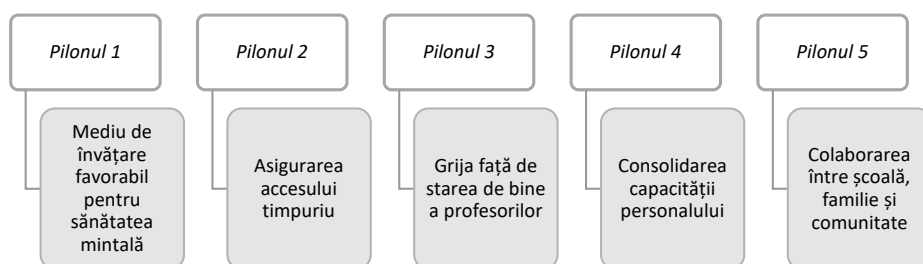 Pilonul 1
Mediu de
învățare
favorabil
pentru
sănătatea
mintală
Pilonul 2
Asigurarea
accesului
timpuriu
Pilonul 3
Grija față de
starea de bine
a profesorilor
Pilonul 4
Consolidarea
capacității
personalului
Pilonul 5
Colaborarea
între școală,
familie și
comunitate